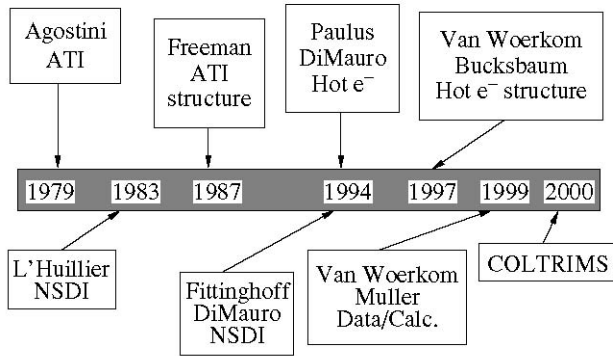 Agostini
ATI
Freeman
ATI
structure
Paulus
DiMauro
Hot e⁻
Van Woerkom
Bucksbaum
Hot e⁻ structure
1979 1983 1987 1994 1997 1999 2000
L'Huillier
NSDI
Fittinghoff
DiMauro
NSDI
Van Woerkom
Muller
Data/Calc.
COLTRIMS